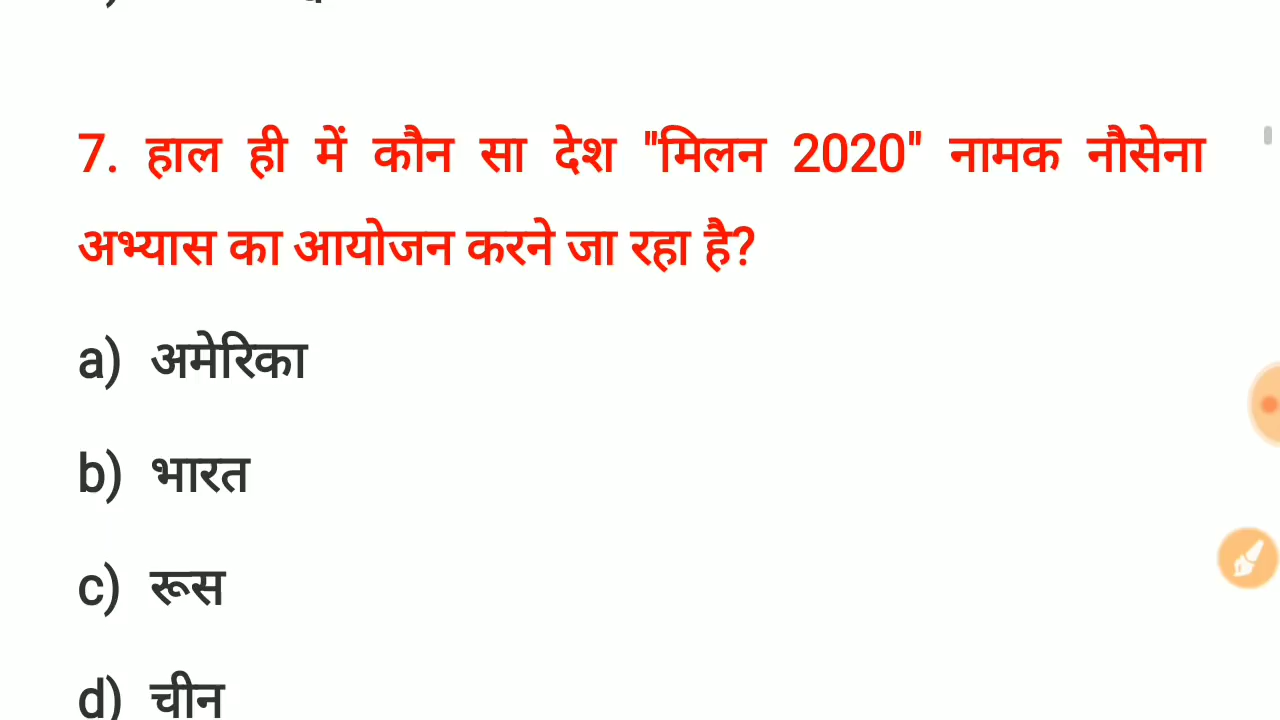 7. हाल ही में कौन सा देश "मिलन 2020" नामक नौसेना
अभ्यास का आयोजन करने जा रहा है?
a) अमेरिका
b) भारत
c) रूस
d) चीन